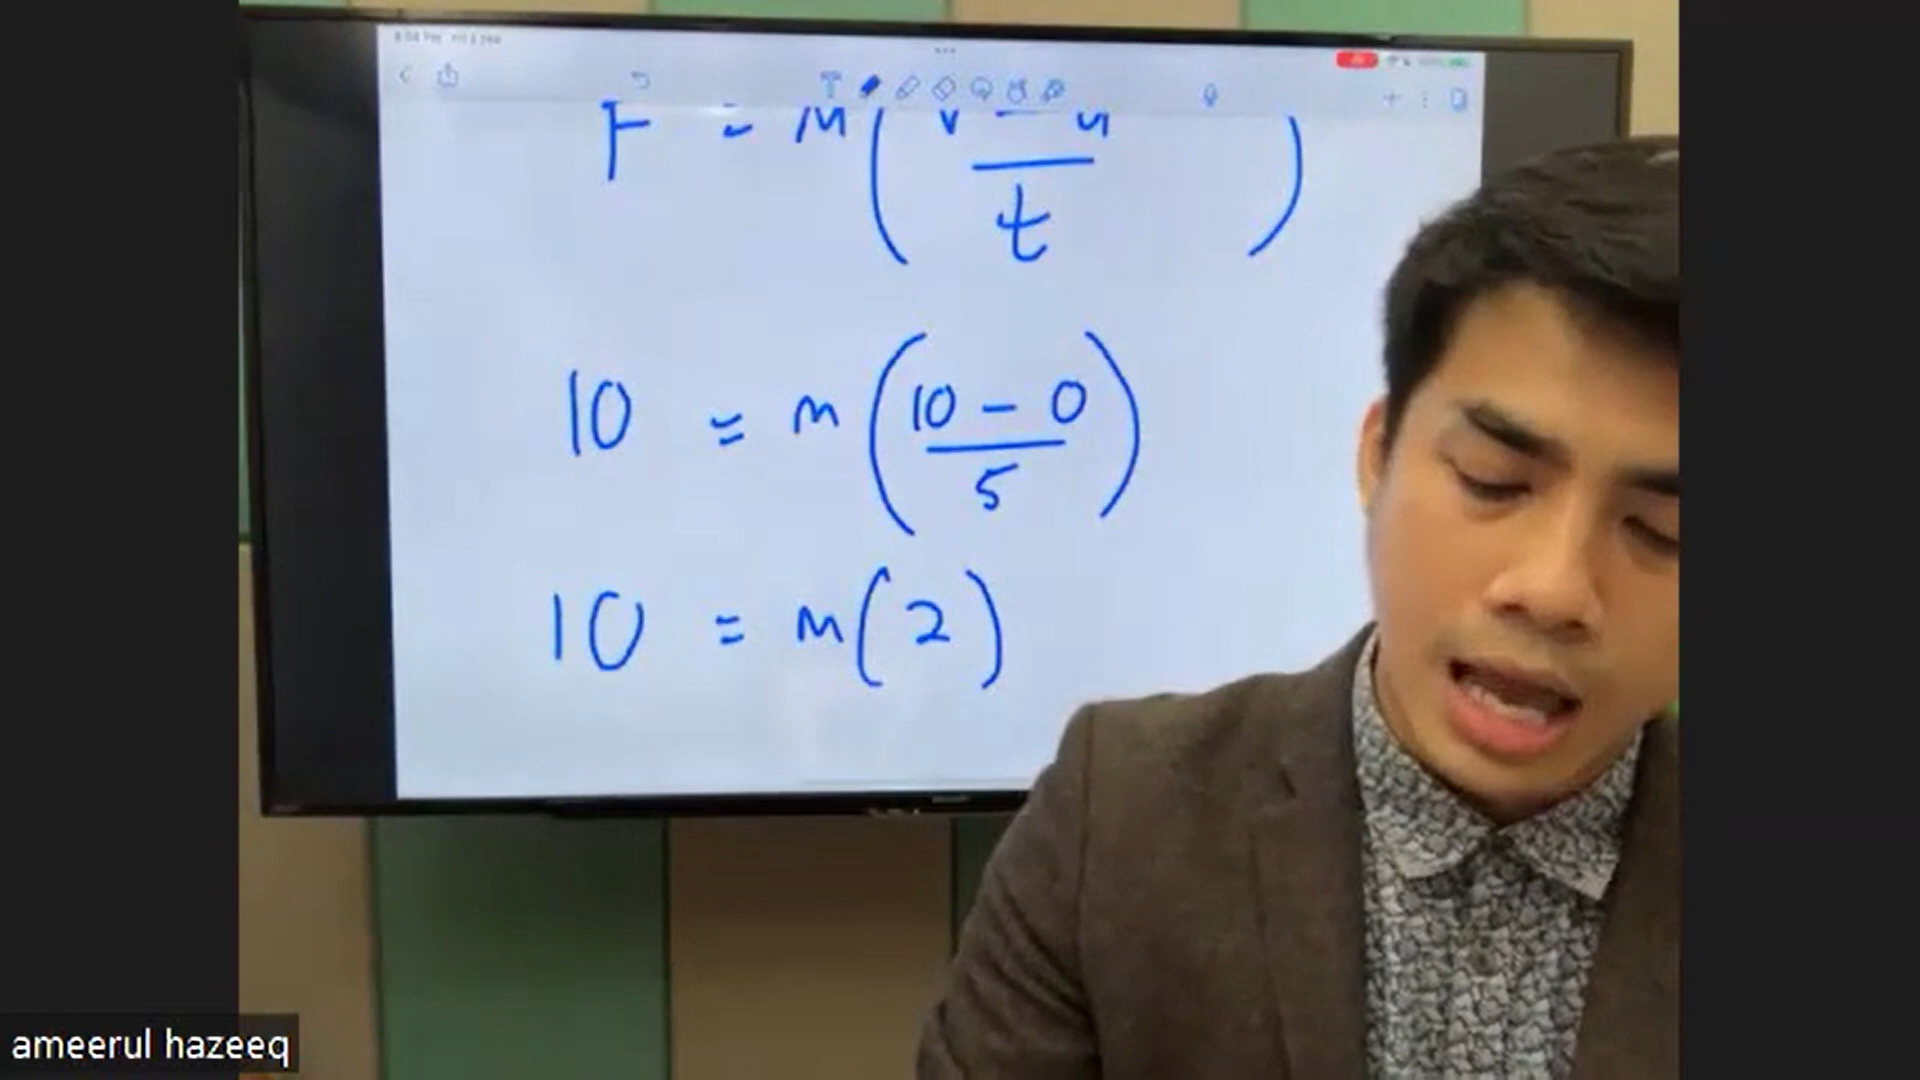 F = m ( v - u / t )
10 = m ( 10 - 0 / 5 )
10 = m ( 2 )
ameerul hazeeq